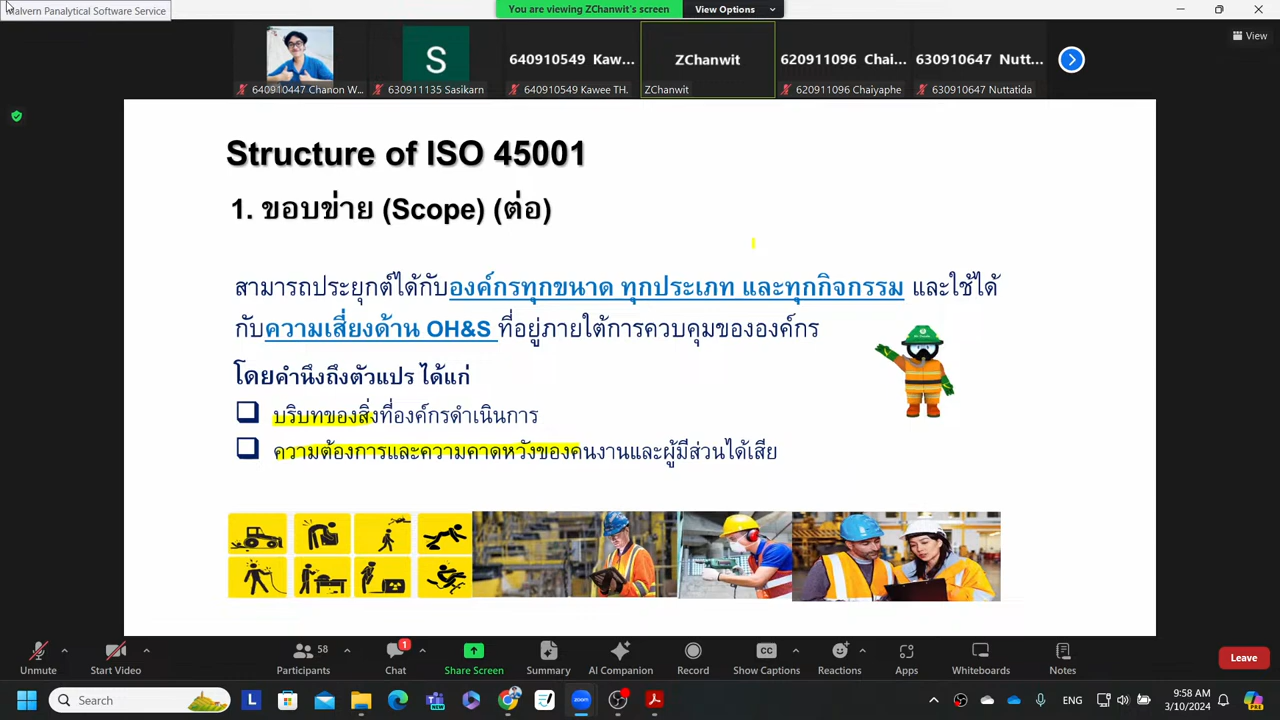 Malvern Panalytical Software Service
You are viewing ZChanwit's screen
View Options
View
S
640910549 Kaw...
ZChanwit
620911096 Chai...
630910647 Nutt...
640910447 Chanon W...
630911135 Sasikarn
640910549 Kawee TH.
ZChanwit
620911096 Chaiyaphe
630910647 Nuttatida
Structure of ISO 45001
1. ขอบข่าย (Scope) (ต่อ)
สามารถประยุกต์ได้กับองค์กรทุกขนาด ทุกประเภท และทุกกิจกรรม และใช้ได้
กับความเสี่ยงด้าน OH&S ที่อยู่ภายใต้การควบคุมขององค์กร
โดยคำนึงถึงตัวแปร ได้แก่
บริบทของสิ่งที่องค์กรดำเนินการ
ความต้องการและความคาดหวังของคนงานและผู้มีส่วนได้เสีย
58
1
Unmute
Start Video
Participants
Chat
Share Screen
Summary
AI Companion
Record
Show Captions
Reactions
Apps
Whiteboards
Notes
Leave
Search
ENG
9:58 AM
3/10/2024